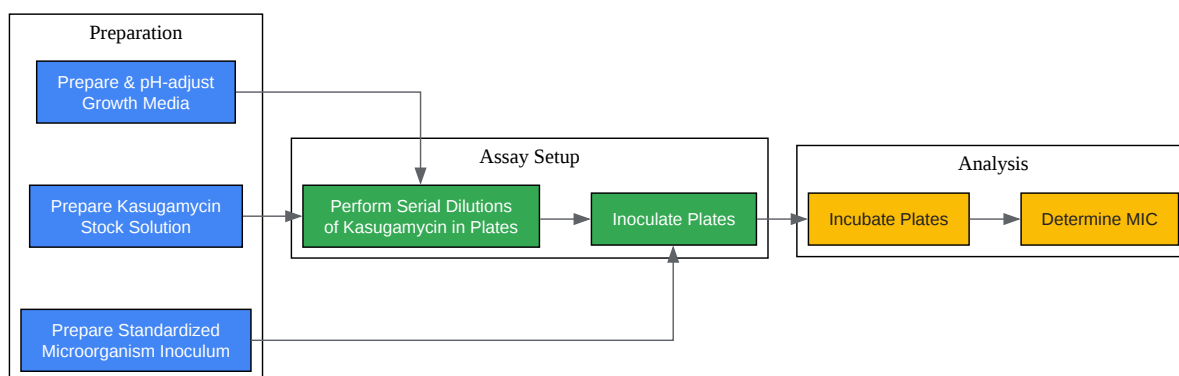 Preparation
Prepare & pH-adjust
Growth Media
Prepare Kasugamycin
Stock Solution
Prepare Standardized
Microorganism Inoculum
Assay Setup
Perform Serial Dilutions
of Kasugamycin in Plates
Inoculate Plates
Analysis
Incubate Plates
Determine MIC